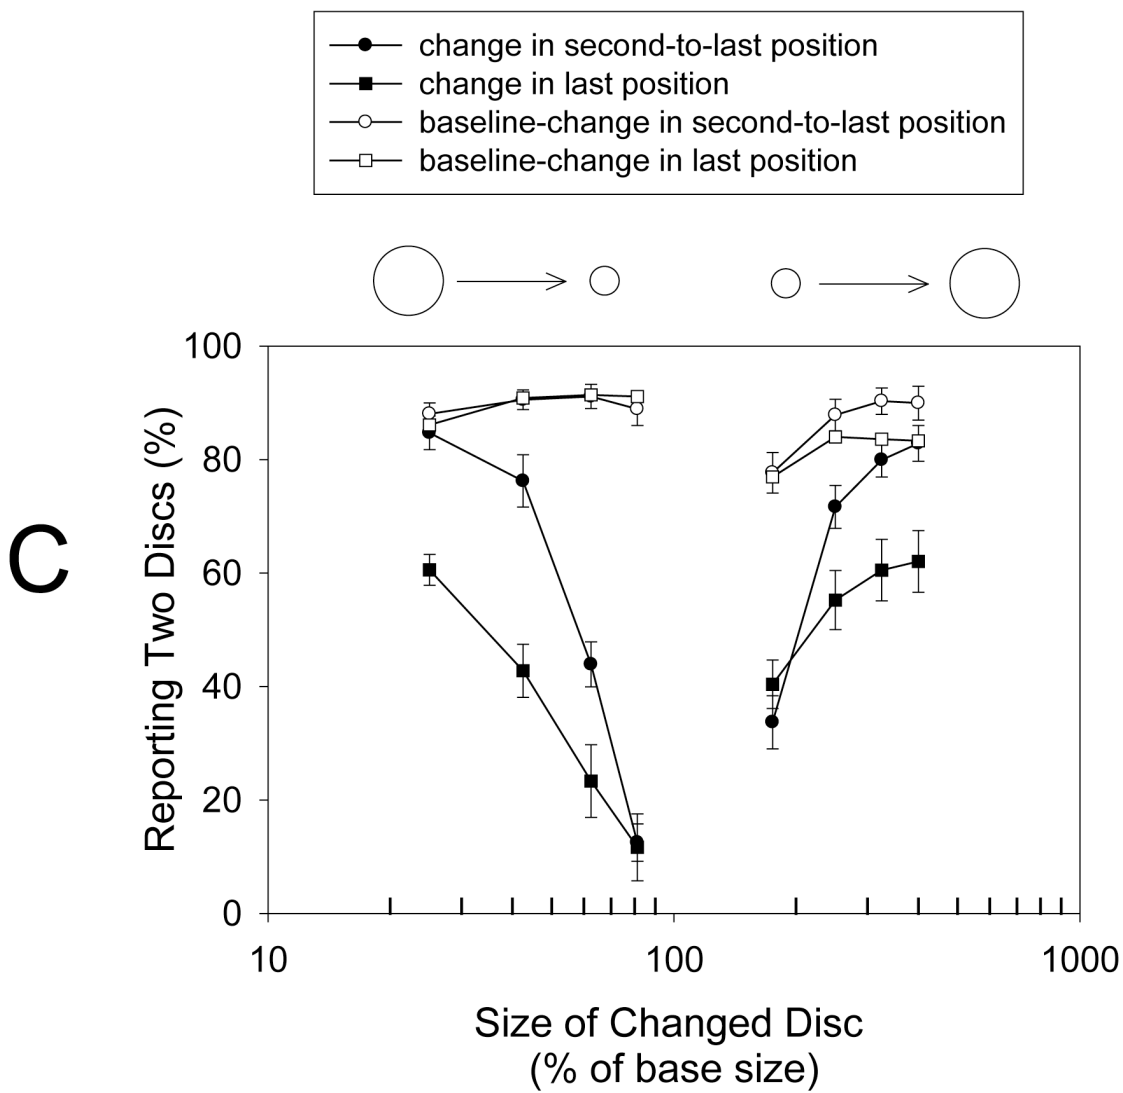 change in second-to-last position
change in last position
baseline-change in second-to-last position
baseline-change in last position
C
Reporting Two Discs (%)
100
80
60
40
20
0
10 100 1000
Size of Changed Disc
(% of base size)